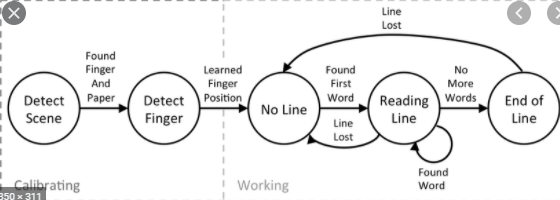 Line
Lost
Found
Finger
And
Paper
Learned
Finger
Position
Found
First
Word
No
More
Words
Detect
Scene
Detect
Finger
No Line
Reading
Line
End of
Line
Line
Lost
Found
Word
Calibrating
Working
350 × 311